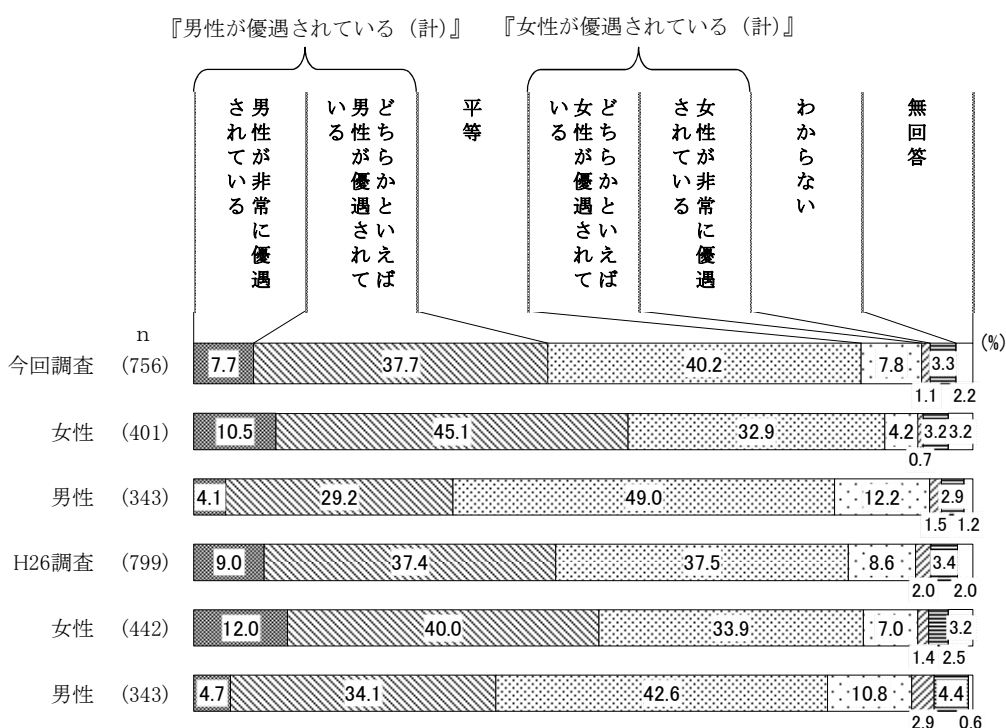 『男性が優遇されている（計）』
『女性が優遇されている（計）』
男性が非常に優遇
されている
どちらかといえば
男性が優遇されて
いる
平等
どちらかといえば
女性が優遇されて
いる
女性が非常に優遇
されている
わからない
無回答
n
(%)
今回調査 (756) 7.7 37.7 40.2 7.8 3.3
1.1 2.2
女性 (401) 10.5 45.1 32.9 4.2 3.2 3.2
0.7
男性 (343) 4.1 29.2 49.0 12.2 2.9
1.5 1.2
H26調査 (799) 9.0 37.4 37.5 8.6 3.4
2.0 2.0
女性 (442) 12.0 40.0 33.9 7.0 3.2
1.4 2.5
男性 (343) 4.7 34.1 42.6 10.8 4.4
2.9 0.6